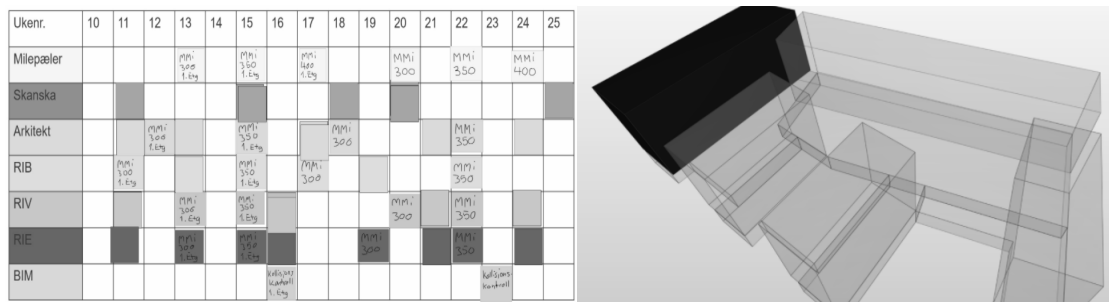 Ukenr. 10 11 12 13 14 15 16 17 18 19 20 21 22 23 24 25
Milepæler MMi 300 1.Etg MMi 350 1.Etg MMi 400 1.Etg MMi 300 MMi 350 MMi 400
Skanska
Arkitekt MMi 300 1.Etg MMi 350 1.Etg MMi 300 MMi 350
RIB MMi 300 1.Etg MMi 350 1.Etg MMi 300 MMi 350
RIV MMi 300 1.Etg MMi 350 1.Etg MMi 300 MMi 350
RIE MMi 300 1.Etg MMi 350 1.Etg MMi 300 MMi 350
BIM Kollisjons Kontroll 1.Etg Kollisjons Kontroll